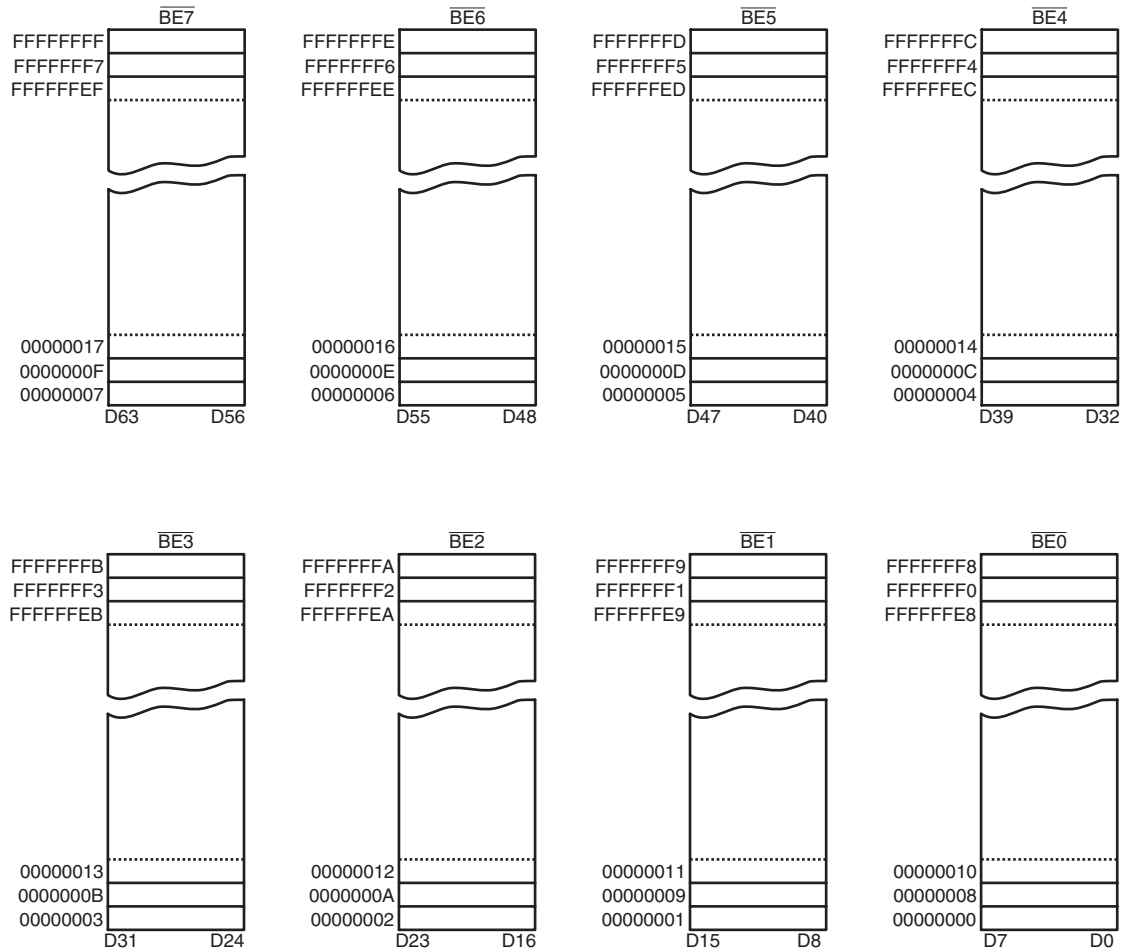 BE7 BE6 BE5 BE4
FFFFFFFF FFFFFFFE FFFFFFFD FFFFFFFC
FFFFFFF7 FFFFFFF6 FFFFFFF5 FFFFFFF4
FFFFFFEF FFFFFFEE FFFFFFED FFFFFFEC
00000017 00000016 00000015 00000014
0000000F 0000000E 0000000D 0000000C
00000007 00000006 00000005 00000004
D63 D56 D55 D48 D47 D40 D39 D32
BE3 BE2 BE1 BE0
FFFFFFFB FFFFFFFA FFFFFFF9 FFFFFFF8
FFFFFFF3 FFFFFFF2 FFFFFFF1 FFFFFFF0
FFFFFFEB FFFFFFEA FFFFFFE9 FFFFFFE8
00000013 00000012 00000011 00000010
0000000B 0000000A 00000009 00000008
00000003 00000002 00000001 00000000
D31 D24 D23 D16 D15 D8 D7 D0